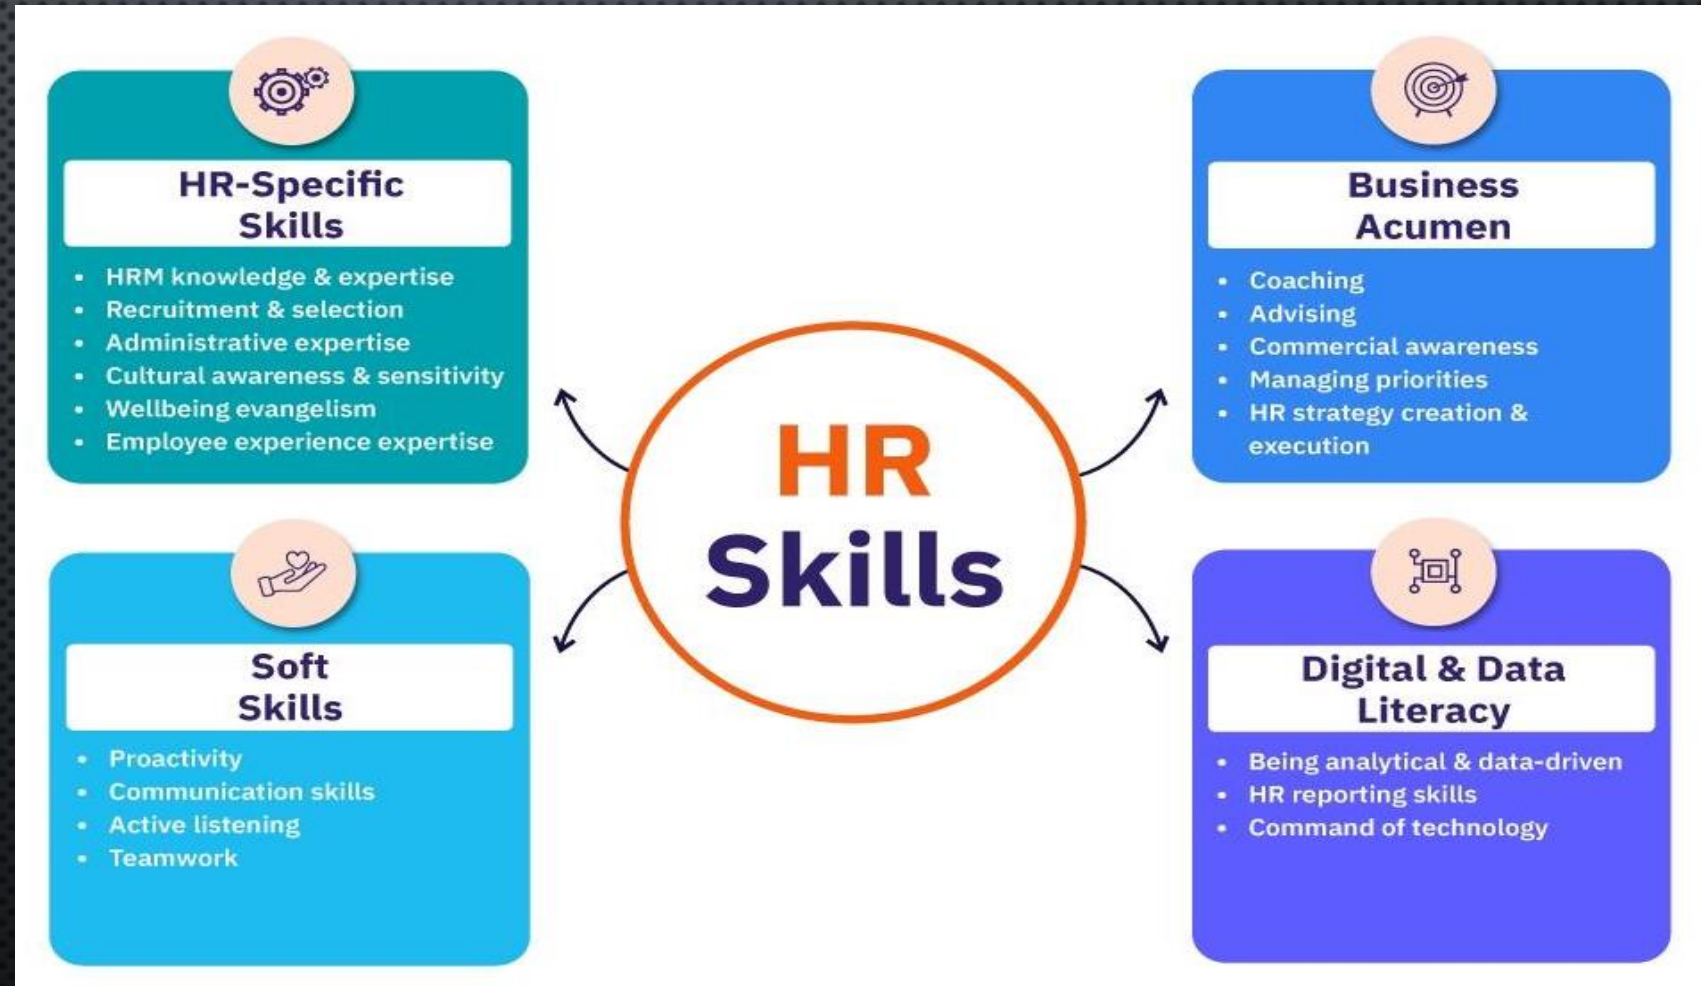 HR-Specific
Skills
• HRM knowledge & expertise
• Recruitment & selection
• Administrative expertise
• Cultural awareness & sensitivity
• Wellbeing evangelism
• Employee experience expertise
Business
Acumen
• Coaching
• Advising
• Commercial awareness
• Managing priorities
• HR strategy creation &
execution
HR
Skills
Soft
Skills
• Proactivity
• Communication skills
• Active listening
• Teamwork
Digital & Data
Literacy
• Being analytical & data-driven
• HR reporting skills
• Command of technology